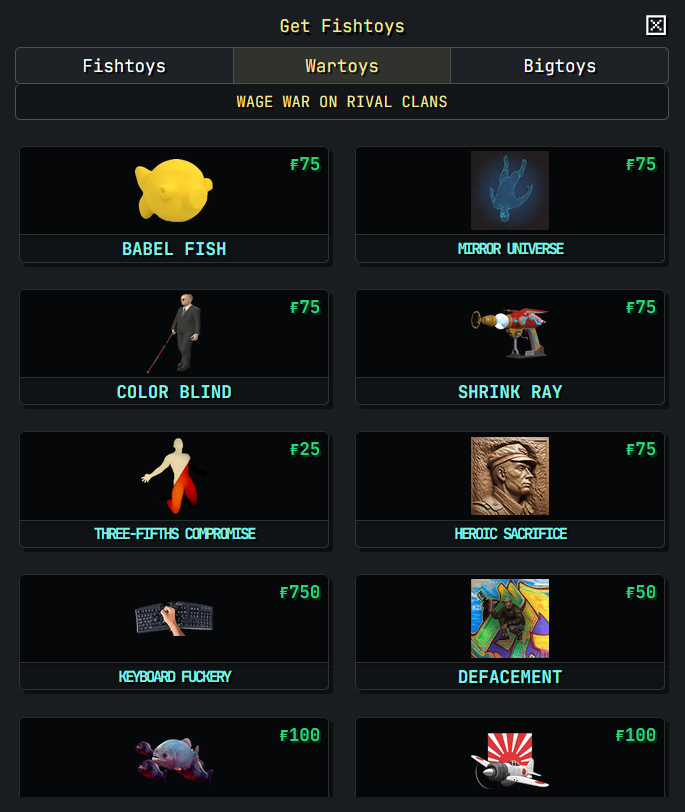 Get Fishtoys
Fishtoys Wartoys Bigtoys
WAGE WAR ON RIVAL CLANS
₣75 ₣75
BABEL FISH MIRROR UNIVERSE
₣75 ₣75
COLOR BLIND SHRINK RAY
₣25 ₣75
THREE-FIFTHS COMPROMISE HEROIC SACRIFICE
₣750 ₣50
KEYBOARD FUCKERY DEFACEMENT
₣100 ₣100